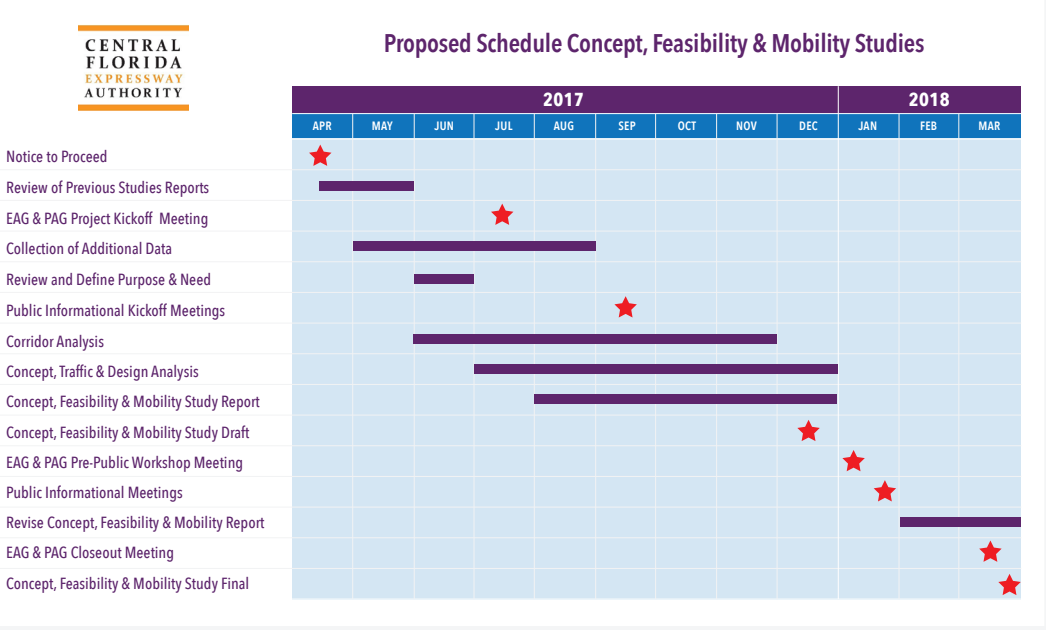 CENTRAL
FLORIDA
EXPRESSWAY
AUTHORITY
Proposed Schedule Concept, Feasibility & Mobility Studies
2017 2018
APR MAY JUN JUL AUG SEP OCT NOV DEC JAN FEB MAR
Notice to Proceed
Review of Previous Studies Reports
EAG & PAG Project Kickoff Meeting
Collection of Additional Data
Review and Define Purpose & Need
Public Informational Kickoff Meetings
Corridor Analysis
Concept, Traffic & Design Analysis
Concept, Feasibility & Mobility Study Report
Concept, Feasibility & Mobility Study Draft
EAG & PAG Pre-Public Workshop Meeting
Public Informational Meetings
Revise Concept, Feasibility & Mobility Report
EAG & PAG Closeout Meeting
Concept, Feasibility & Mobility Study Final